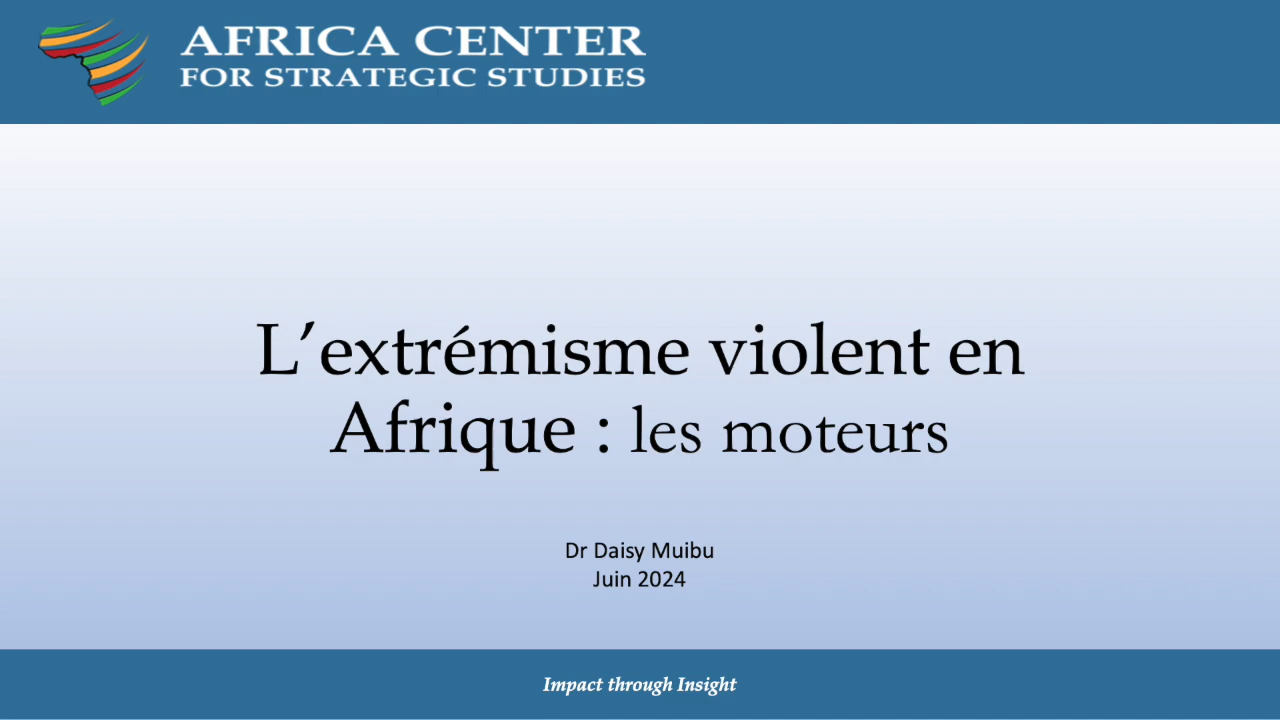 AFRICA CENTER
FOR STRATEGIC STUDIES
L’extrémisme violent en
Afrique : les moteurs
Dr Daisy Muibu
Juin 2024
Impact through Insight